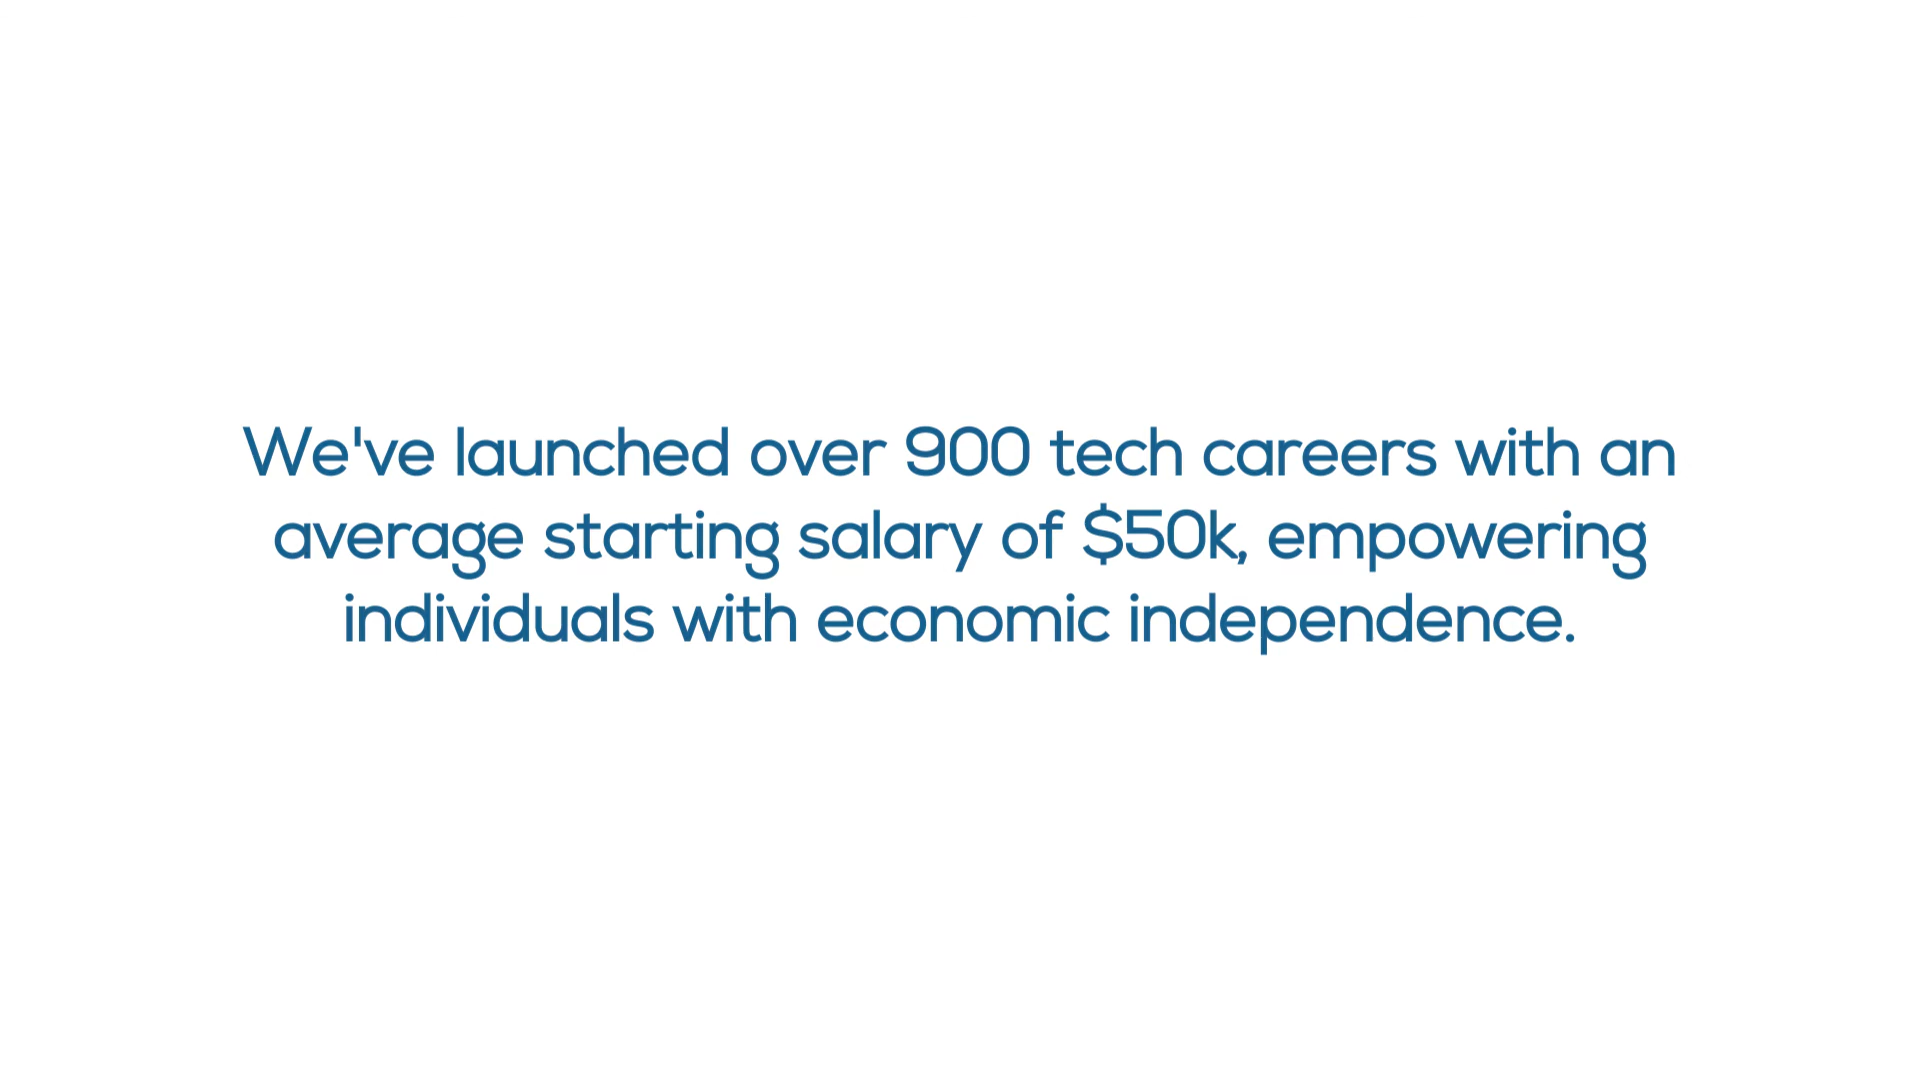 We've launched over 900 tech careers with an
average starting salary of $50k, empowering
individuals with economic independence.